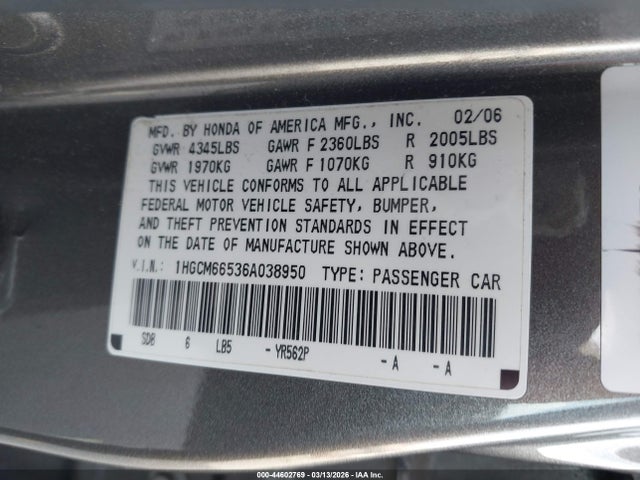 MFD. BY HONDA OF AMERICA MFG., INC. 02/06
GVWR 4345LBS GAWR F 2360LBS R 2005LBS
GVWR 1970KG GAWR F 1070KG R 910KG
THIS VEHICLE CONFORMS TO ALL APPLICABLE
FEDERAL MOTOR VEHICLE SAFETY, BUMPER,
AND THEFT PREVENTION STANDARDS IN EFFECT
ON THE DATE OF MANUFACTURE SHOWN ABOVE.
V.I.N.: 1HGCM66536A038950 TYPE: PASSENGER CAR
SDB 6 LB5 - YR562P - A - A
000-44602769 | 03/13/2026 | IAA Inc.